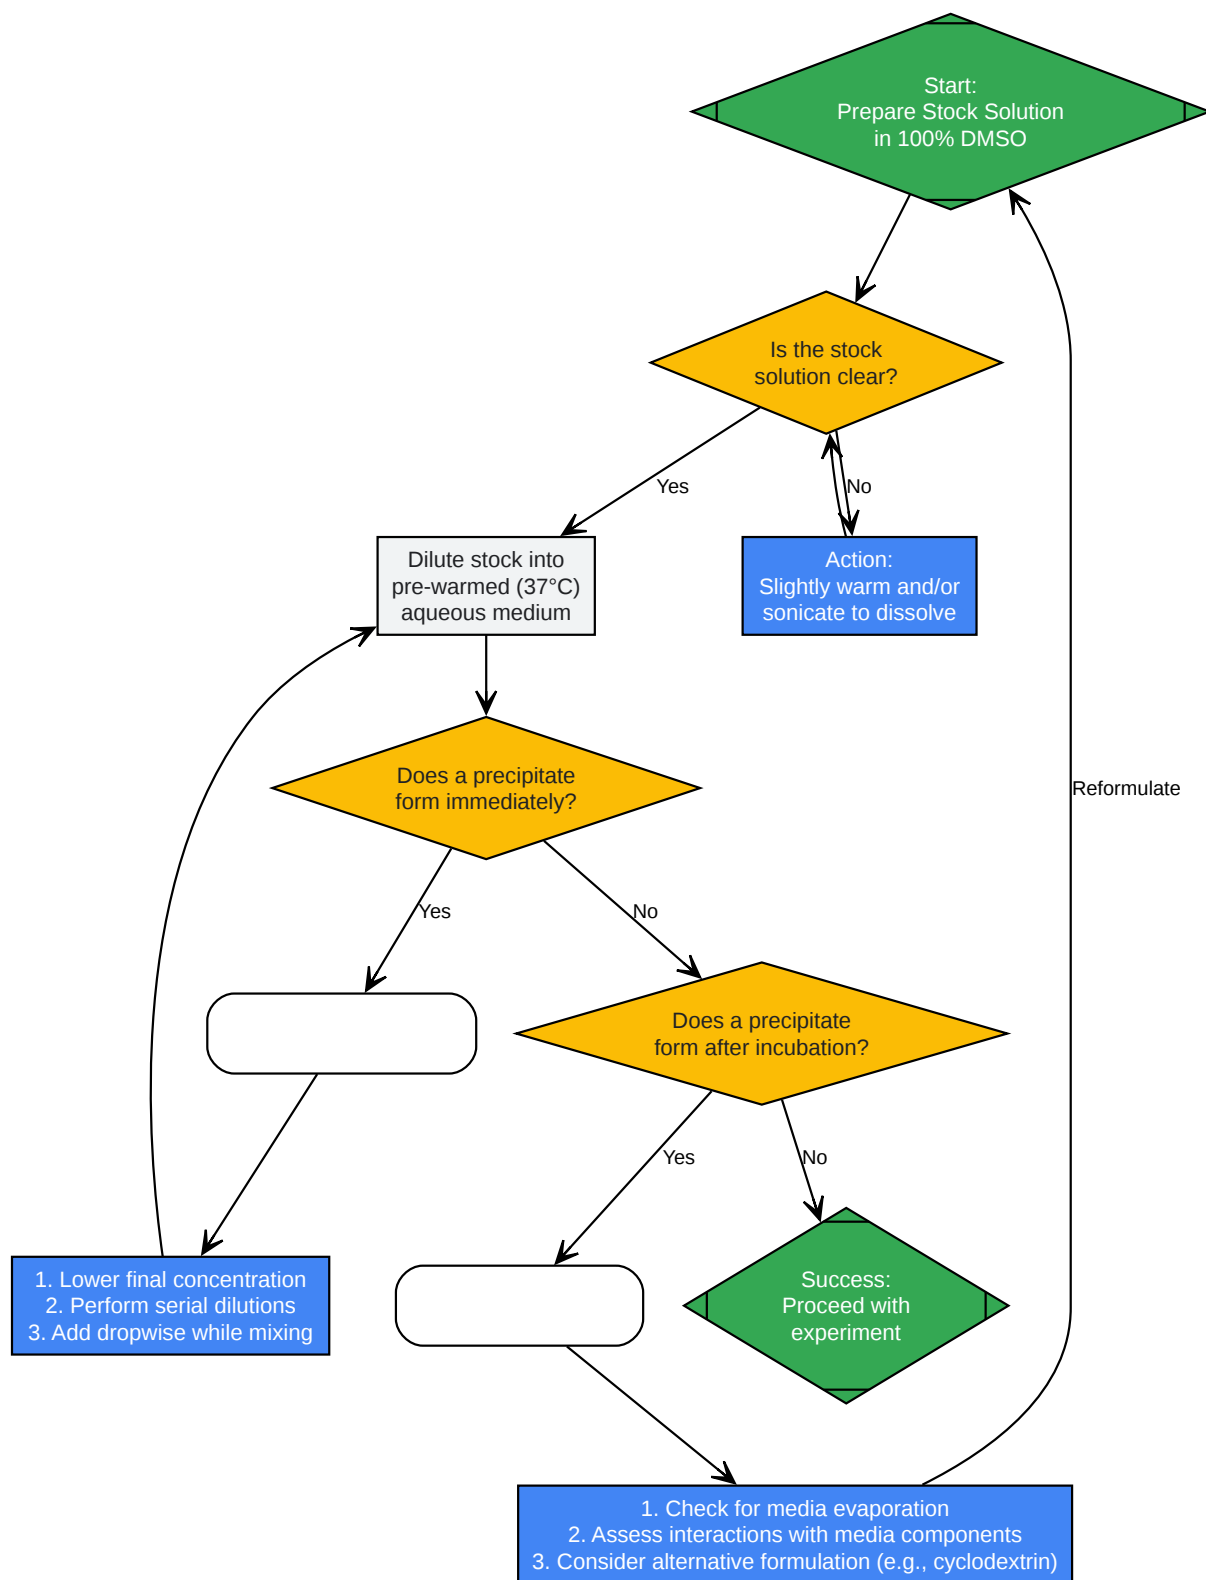 Start:
Prepare Stock Solution
in 100% DMSO
Is the stock
solution clear?
Yes
No
Dilute stock into
pre-warmed (37°C)
aqueous medium
Action:
Slightly warm and/or
sonicate to dissolve
Does a precipitate
form immediately?
Reformulate
Yes
No
Does a precipitate
form after incubation?
Yes
No
1. Lower final concentration
2. Perform serial dilutions
3. Add dropwise while mixing
Success:
Proceed with
experiment
1. Check for media evaporation
2. Assess interactions with media components
3. Consider alternative formulation (e.g., cyclodextrin)